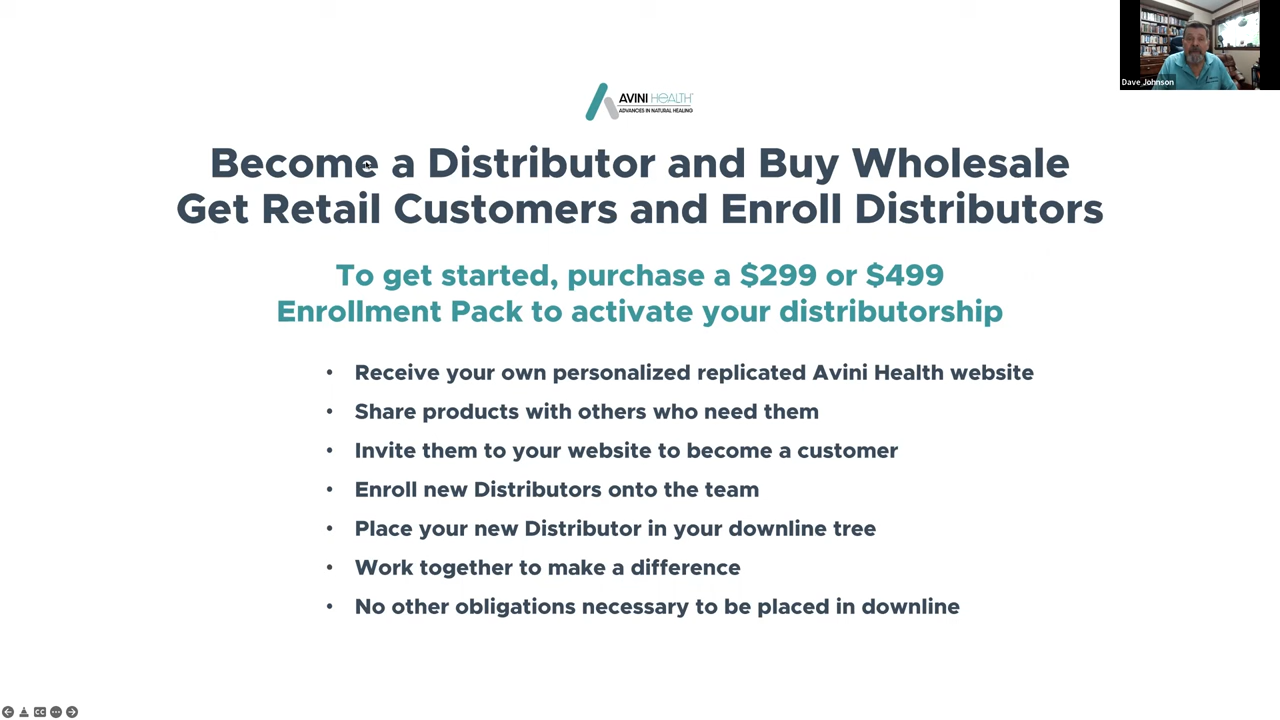 AVINI HEALTH
ADVANCES IN NATURAL HEALING
Dave Johnson
Become a Distributor and Buy Wholesale
Get Retail Customers and Enroll Distributors
To get started, purchase a $299 or $499
Enrollment Pack to activate your distributorship
• Receive your own personalized replicated Avini Health website
• Share products with others who need them
• Invite them to your website to become a customer
• Enroll new Distributors onto the team
• Place your new Distributor in your downline tree
• Work together to make a difference
• No other obligations necessary to be placed in downline
CC